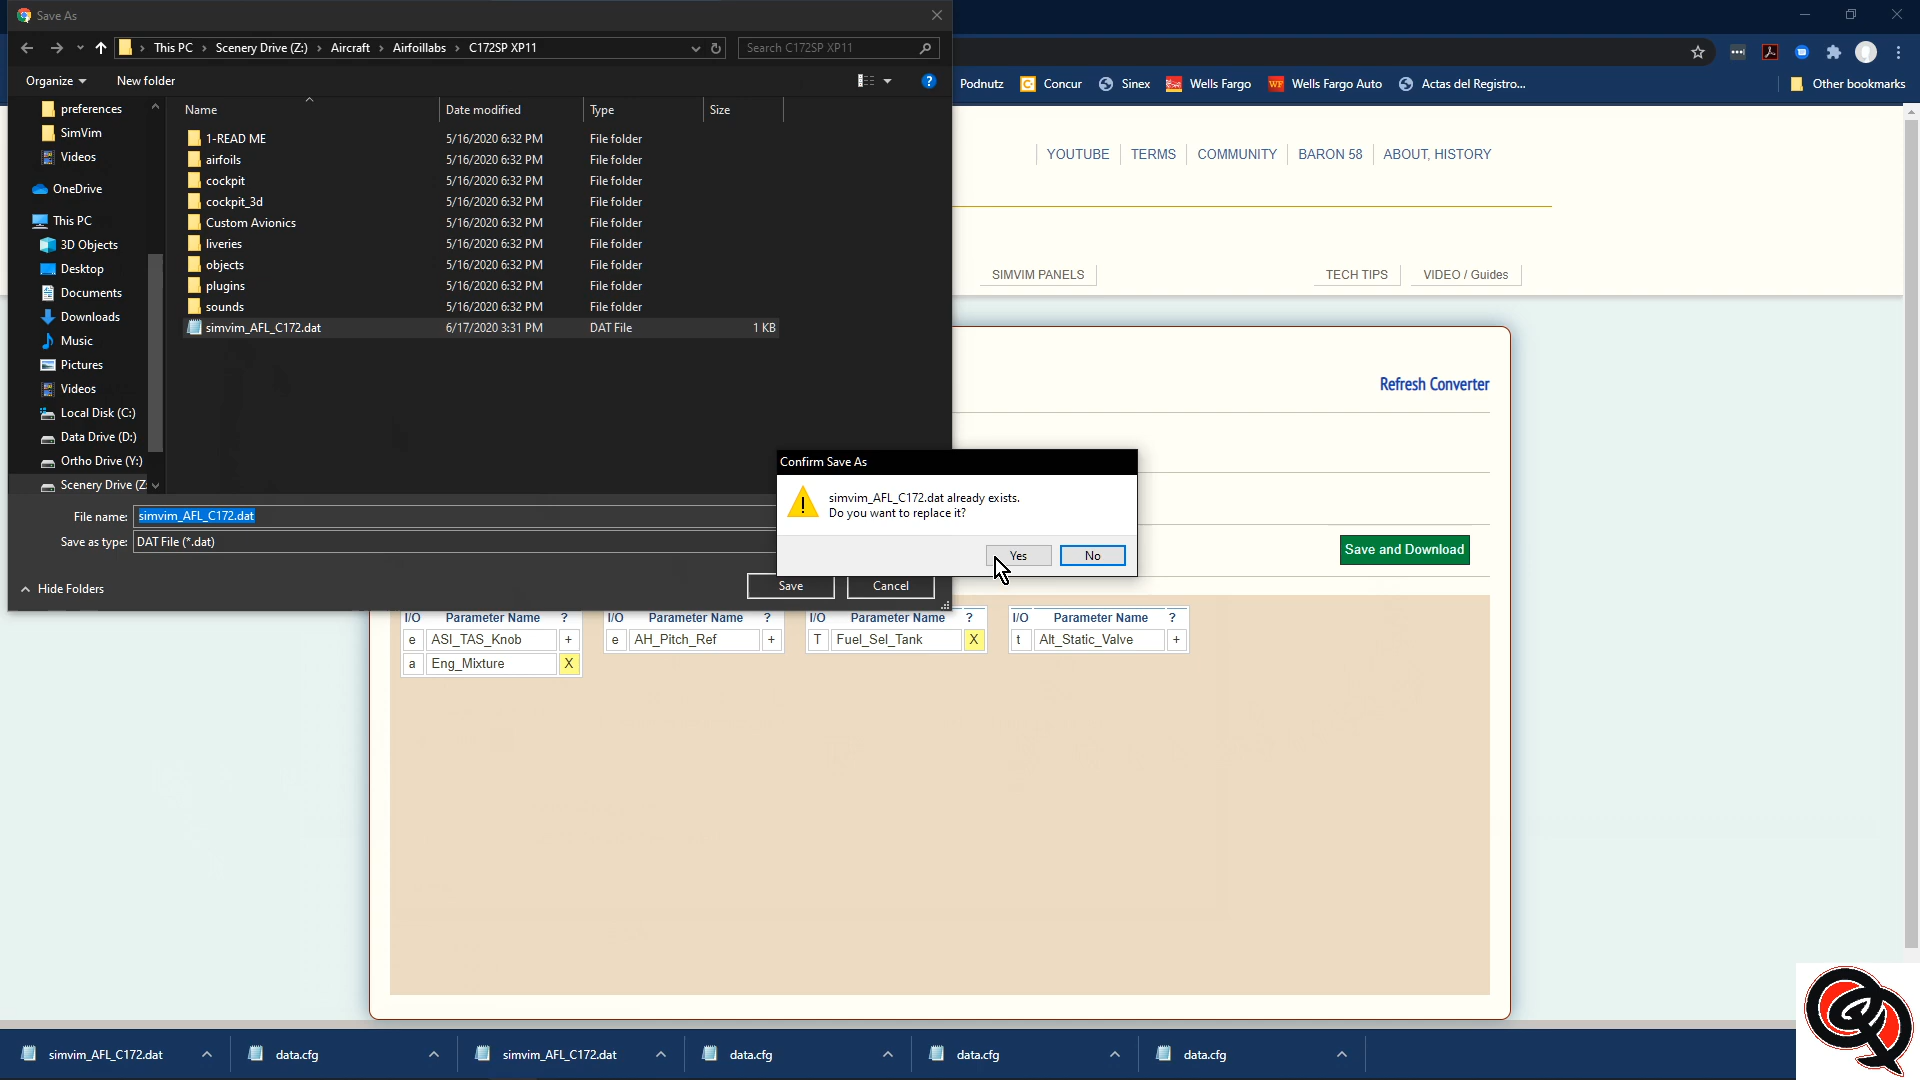 Save As
This PC > Scenery Drive (Z:) > Aircraft > Airfoillabs > C172SP XP11
Search C172SP XP11
Organize
New folder
?
Podnutz
Concur
Sinex
Wells Fargo
WF Wells Fargo Auto
Actas del Registro...
Other bookmarks
YOUTUBE
TERMS
COMMUNITY
BARON 58
ABOUT, HISTORY
SIMVIM PANELS
TECH TIPS
VIDEO / Guides
preferences
SimVim
Videos
OneDrive
This PC
3D Objects
Desktop
Documents
Downloads
Music
Pictures
Videos
Local Disk (C:)
Data Drive (D:)
Ortho Drive (Y:)
Scenery Drive (Z:
Name Date modified Type Size
1-READ ME 5/16/2020 6:32 PM File folder
airfoils 5/16/2020 6:32 PM File folder
cockpit 5/16/2020 6:32 PM File folder
cockpit_3d 5/16/2020 6:32 PM File folder
Custom Avionics 5/16/2020 6:32 PM File folder
liveries 5/16/2020 6:32 PM File folder
objects 5/16/2020 6:32 PM File folder
plugins 5/16/2020 6:32 PM File folder
sounds 5/16/2020 6:32 PM File folder
simvim_AFL_C172.dat 6/17/2020 3:31 PM DAT File 1 KB
Refresh Converter
File name: simvim_AFL_C172.dat
Save as type: DAT File (*.dat)
Hide Folders
Save
Cancel
Confirm Save As
simvim_AFL_C172.dat already exists.
Do you want to replace it?
Yes
No
Save and Download
I/O Parameter Name ?
e ASI_TAS_Knob +
a Eng_Mixture X
I/O Parameter Name ?
e AH_Pitch_Ref +
I/O Parameter Name ?
T Fuel_Sel_Tank X
I/O Parameter Name ?
t Alt_Static_Valve +
simvim_AFL_C172.dat
data.cfg
simvim_AFL_C172.dat
data.cfg
data.cfg
data.cfg